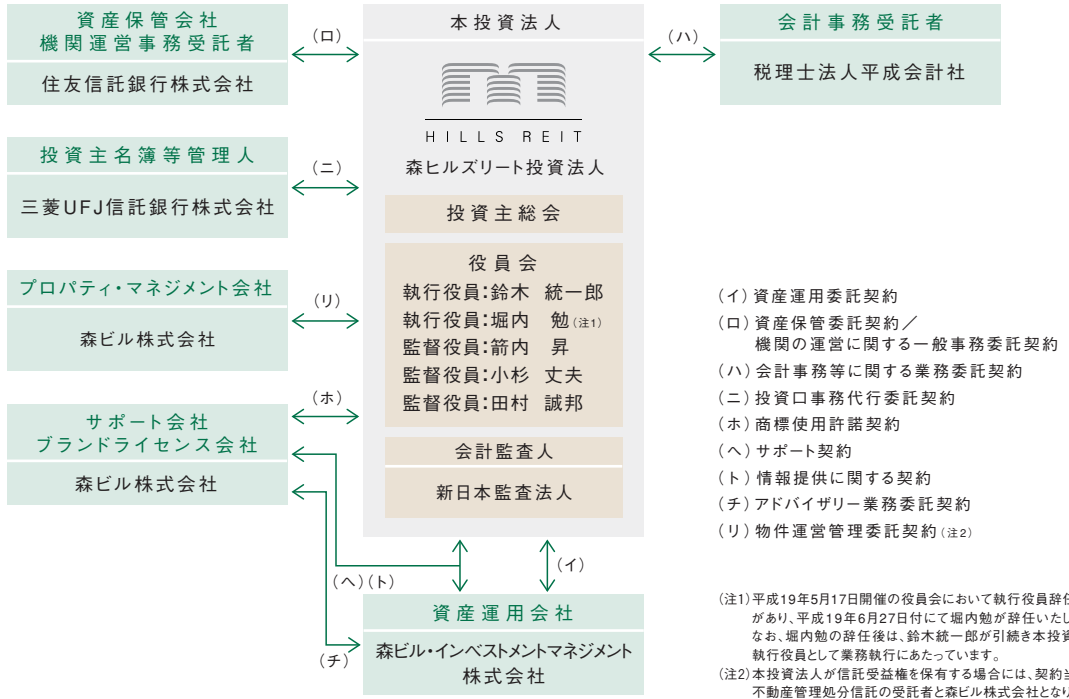 資産保管会社
機関運営事務受託者
住友信託銀行株式会社
(ロ)
本投資法人
HILLS REIT
森ヒルズリート投資法人
(ハ)
会計事務受託者
税理士法人平成会計社
投資主名簿等管理人
三菱UFJ信託銀行株式会社
(ニ)
投資主総会
役員会
執行役員:鈴木 統一郎
執行役員:堀内 勉(注1)
監督役員:箭内 昇
監督役員:小杉 丈夫
監督役員:田村 誠邦
会計監査人
新日本監査法人
プロパティ・マネジメント会社
森ビル株式会社
(リ)
サポート会社
ブランドライセンス会社
森ビル株式会社
(ホ)
(ヘ)(ト)
(イ)
(チ)
資産運用会社
森ビル・インベストメントマネジメント
株式会社
(イ)資産運用委託契約
(ロ)資産保管委託契約/
機関の運営に関する一般事務委託契約
(ハ)会計事務等に関する業務委託契約
(ニ)投資口事務代行委託契約
(ホ)商標使用許諾契約
(ヘ)サポート契約
(ト)情報提供に関する契約
(チ)アドバイザリー業務委託契約
(リ)物件運営管理委託契約(注2)
(注1)平成19年5月17日開催の役員会において執行役員辞任
があり、平成19年6月27日付にて堀内勉が辞任いたし
なお、堀内勉の辞任後は、鈴木統一郎が引続き本投資
執行役員として業務執行にあたっています。
(注2)本投資法人が信託受益権を保有する場合には、契約当
不動産管理処分信託の受託者と森ビル株式会社となり